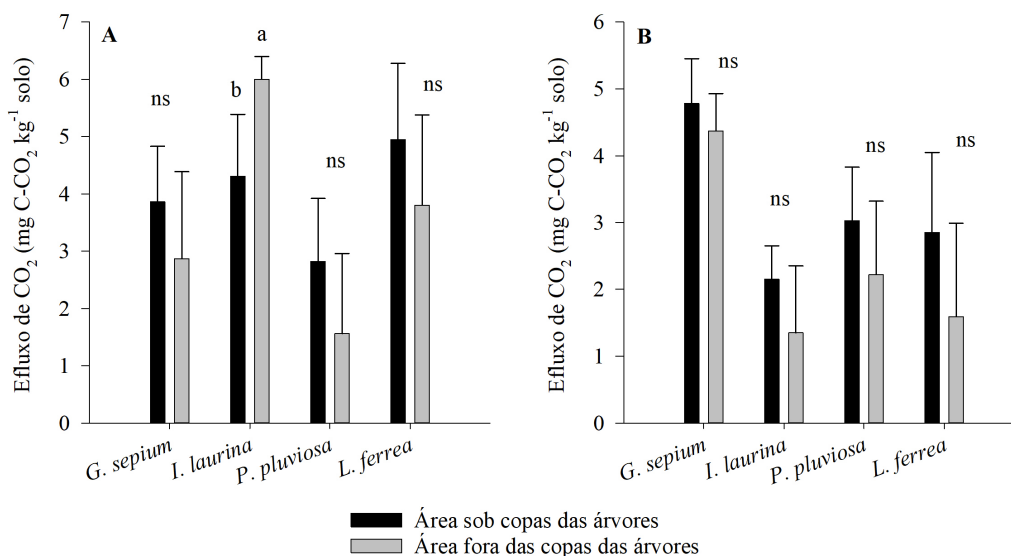 A
Efluxo de CO₂ (mg C-CO₂ kg⁻¹ solo)
7
6
5
4
3
2
1
0
ns
b
a
ns
ns
G. sepium
I. laurina
P. pluviosa
L. ferrea
B
Efluxo de CO₂ (mg C-CO₂ kg⁻¹ solo)
6
5
4
3
2
1
0
ns
ns
ns
ns
G. sepium
I. laurina
P. pluviosa
L. ferrea
Área sob copas das árvores
Área fora das copas das árvores